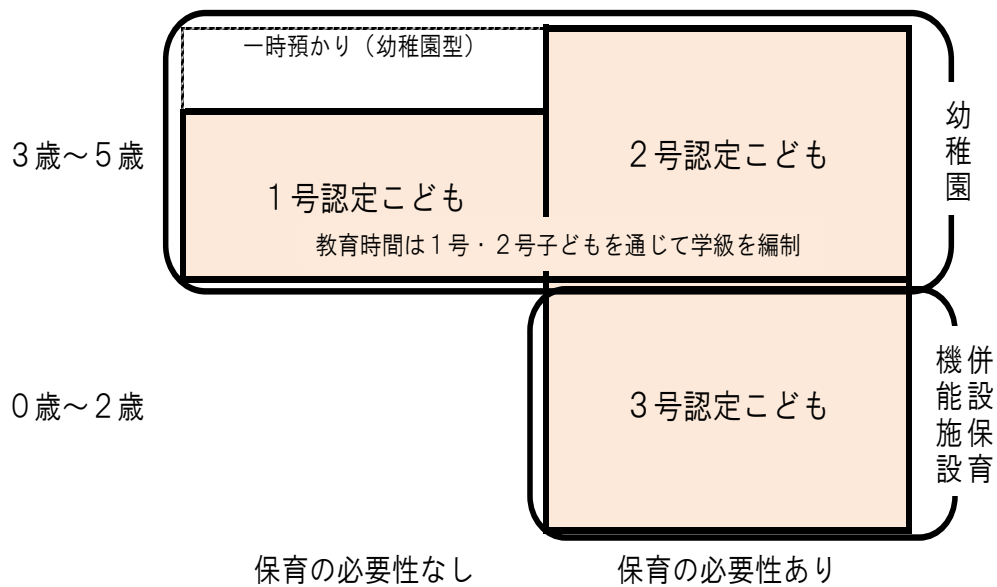 一時預かり（幼稚園型）
3歳～5歳
1号認定こども
2号認定こども
教育時間は1号・2号子どもを通じて学級を編制
幼稚園
0歳～2歳
3号認定こども
併設保育
機能施設
保育の必要性なし
保育の必要性あり